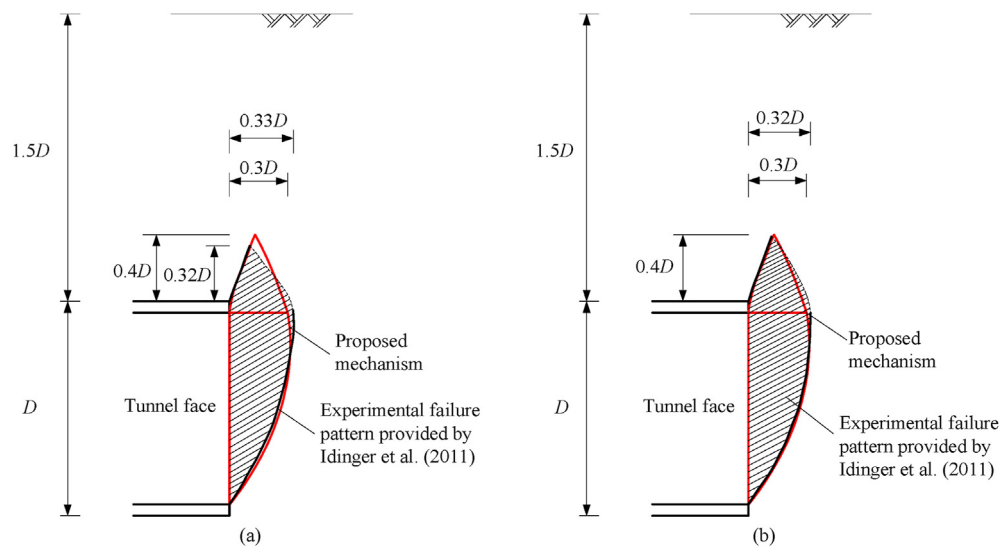 0.33D
0.3D
1.5D
0.4D
0.32D
Proposed
mechanism
D
Tunnel face
Experimental failure
pattern provided by
Idinger et al. (2011)
(a)
0.32D
0.3D
1.5D
0.4D
Proposed
mechanism
D
Tunnel face
Experimental failure
pattern provided by
Idinger et al. (2011)
(b)